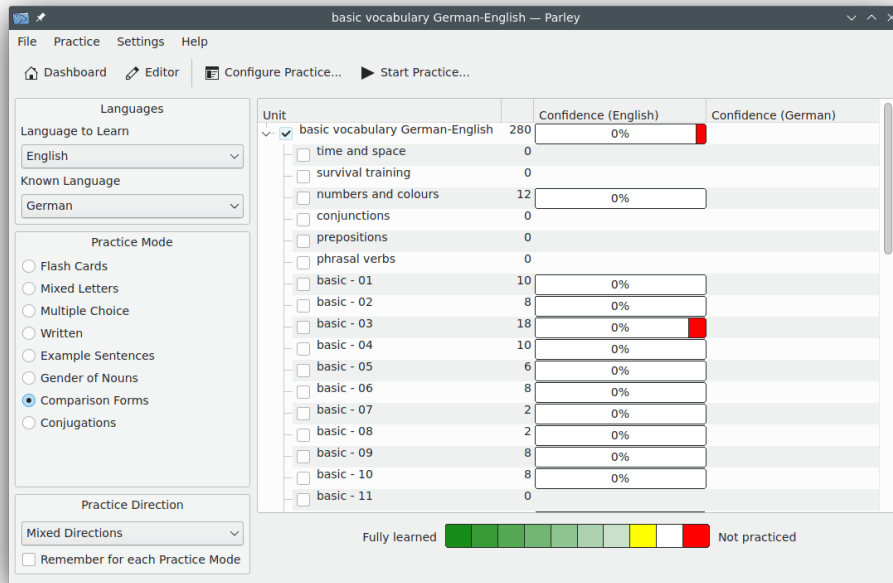 basic vocabulary German-English — Parley
File Practice Settings Help
Dashboard Editor Configure Practice... Start Practice...
Languages
Language to Learn
English
Known Language
German
Practice Mode
Flash Cards
Mixed Letters
Multiple Choice
Written
Example Sentences
Gender of Nouns
Comparison Forms
Conjugations
Practice Direction
Mixed Directions
Remember for each Practice Mode
Unit Confidence (English) Confidence (German)
basic vocabulary German-English 280 0%
time and space 0
survival training 0
numbers and colours 12 0%
conjunctions 0
prepositions 0
phrasal verbs 0
basic - 01 10 0%
basic - 02 8 0%
basic - 03 18 0%
basic - 04 10 0%
basic - 05 6 0%
basic - 06 8 0%
basic - 07 2 0%
basic - 08 2 0%
basic - 09 8 0%
basic - 10 8 0%
basic - 11 0
Fully learned Not practiced